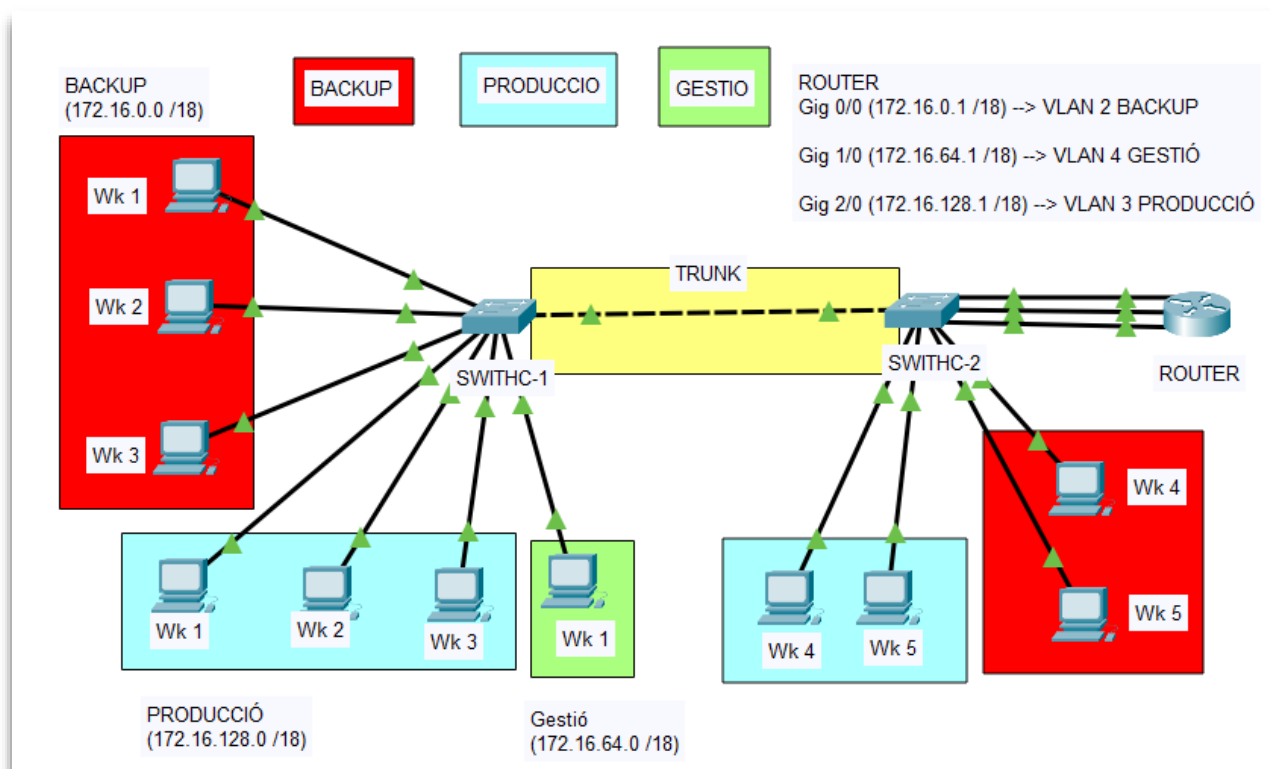 BACKUP
(172.16.0.0 /18)
BACKUP
PRODUCCIO
GESTIO
ROUTER
Gig 0/0 (172.16.0.1 /18) --> VLAN 2 BACKUP
Gig 1/0 (172.16.64.1 /18) --> VLAN 4 GESTIÓ
Gig 2/0 (172.16.128.1 /18) --> VLAN 3 PRODUCCIÓ
Wk 1
Wk 2
Wk 3
TRUNK
SWITHC-1
SWITHC-2
ROUTER
Wk 1
Wk 2
Wk 3
Wk 1
Wk 4
Wk 5
Wk 4
Wk 5
PRODUCCIÓ
(172.16.128.0 /18)
Gestió
(172.16.64.0 /18)